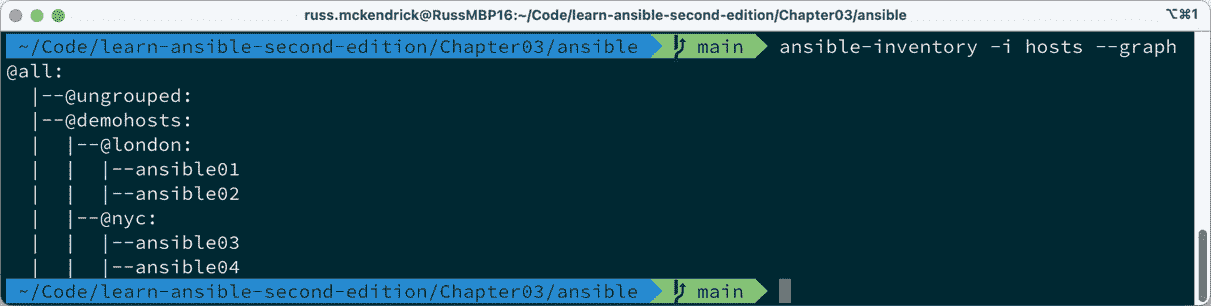 russ.mckendrick@RussMBP16:~/Code/learn-ansible-second-edition/Chapter03/ansible ⌥⌘1
~/Code/learn-ansible-second-edition/Chapter03/ansible main ansible-inventory -i hosts --graph
@all:
  |--@ungrouped:
  |--@demohosts:
  |  |--@london:
  |  |  |--ansible01
  |  |  |--ansible02
  |  |--@nyc:
  |  |  |--ansible03
  |  |  |--ansible04
~/Code/learn-ansible-second-edition/Chapter03/ansible main